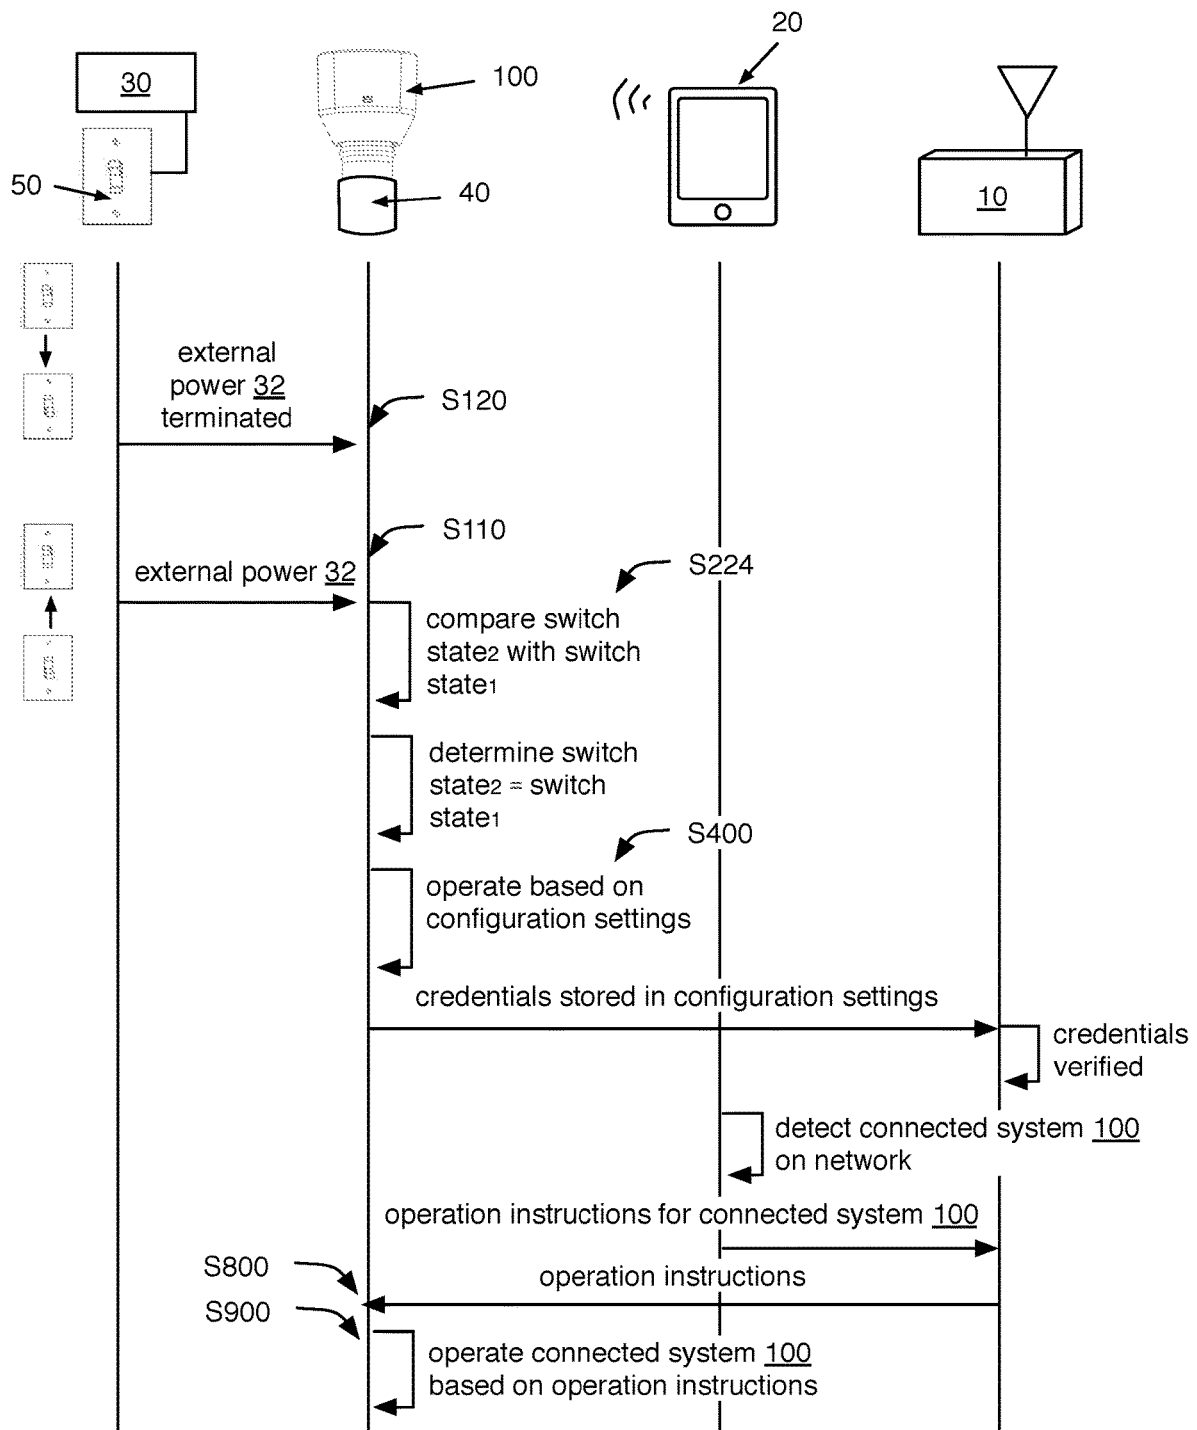 20
30
100
50
40
10
external
power 32
terminated
S120
S110
external power 32
S224
compare switch
state2 with switch
state1
determine switch
state2 = switch
state1
S400
operate based on
configuration settings
credentials stored in configuration settings
credentials
verified
detect connected system 100
on network
operation instructions for connected system 100
S800
operation instructions
S900
operate connected system 100
based on operation instructions